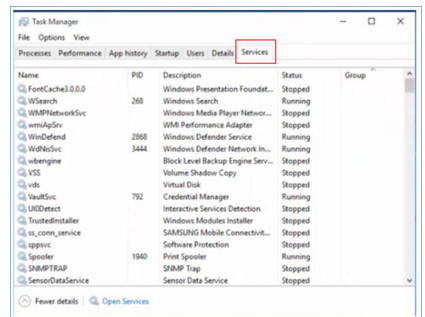 Task Manager
File Options View
Processes Performance App history Startup Users Details Services
Name PID Description Status Group
FontCache3.0.0.0 Windows Presentation Foundat... Stopped
WSearch 268 Windows Search Running
WMPNetworkSvc Windows Media Player Networ... Stopped
wmiApSrv WMI Performance Adapter Stopped
WinDefend 2868 Windows Defender Service Running
WdNisSvc 3444 Windows Defender Network In... Running
wbengine Block Level Backup Engine Serv... Stopped
VSS Volume Shadow Copy Stopped
vds Virtual Disk Stopped
VaultSvc 792 Credential Manager Running
UI0Detect Interactive Services Detection Stopped
TrustedInstaller Windows Modules Installer Stopped
ss_conn_service SAMSUNG Mobile Connectivit... Stopped
sppsvc Software Protection Stopped
Spooler 1940 Print Spooler Running
SNMPTRAP SNMP Trap Stopped
SensorDataService Sensor Data Service Stopped
Fewer details Open Services